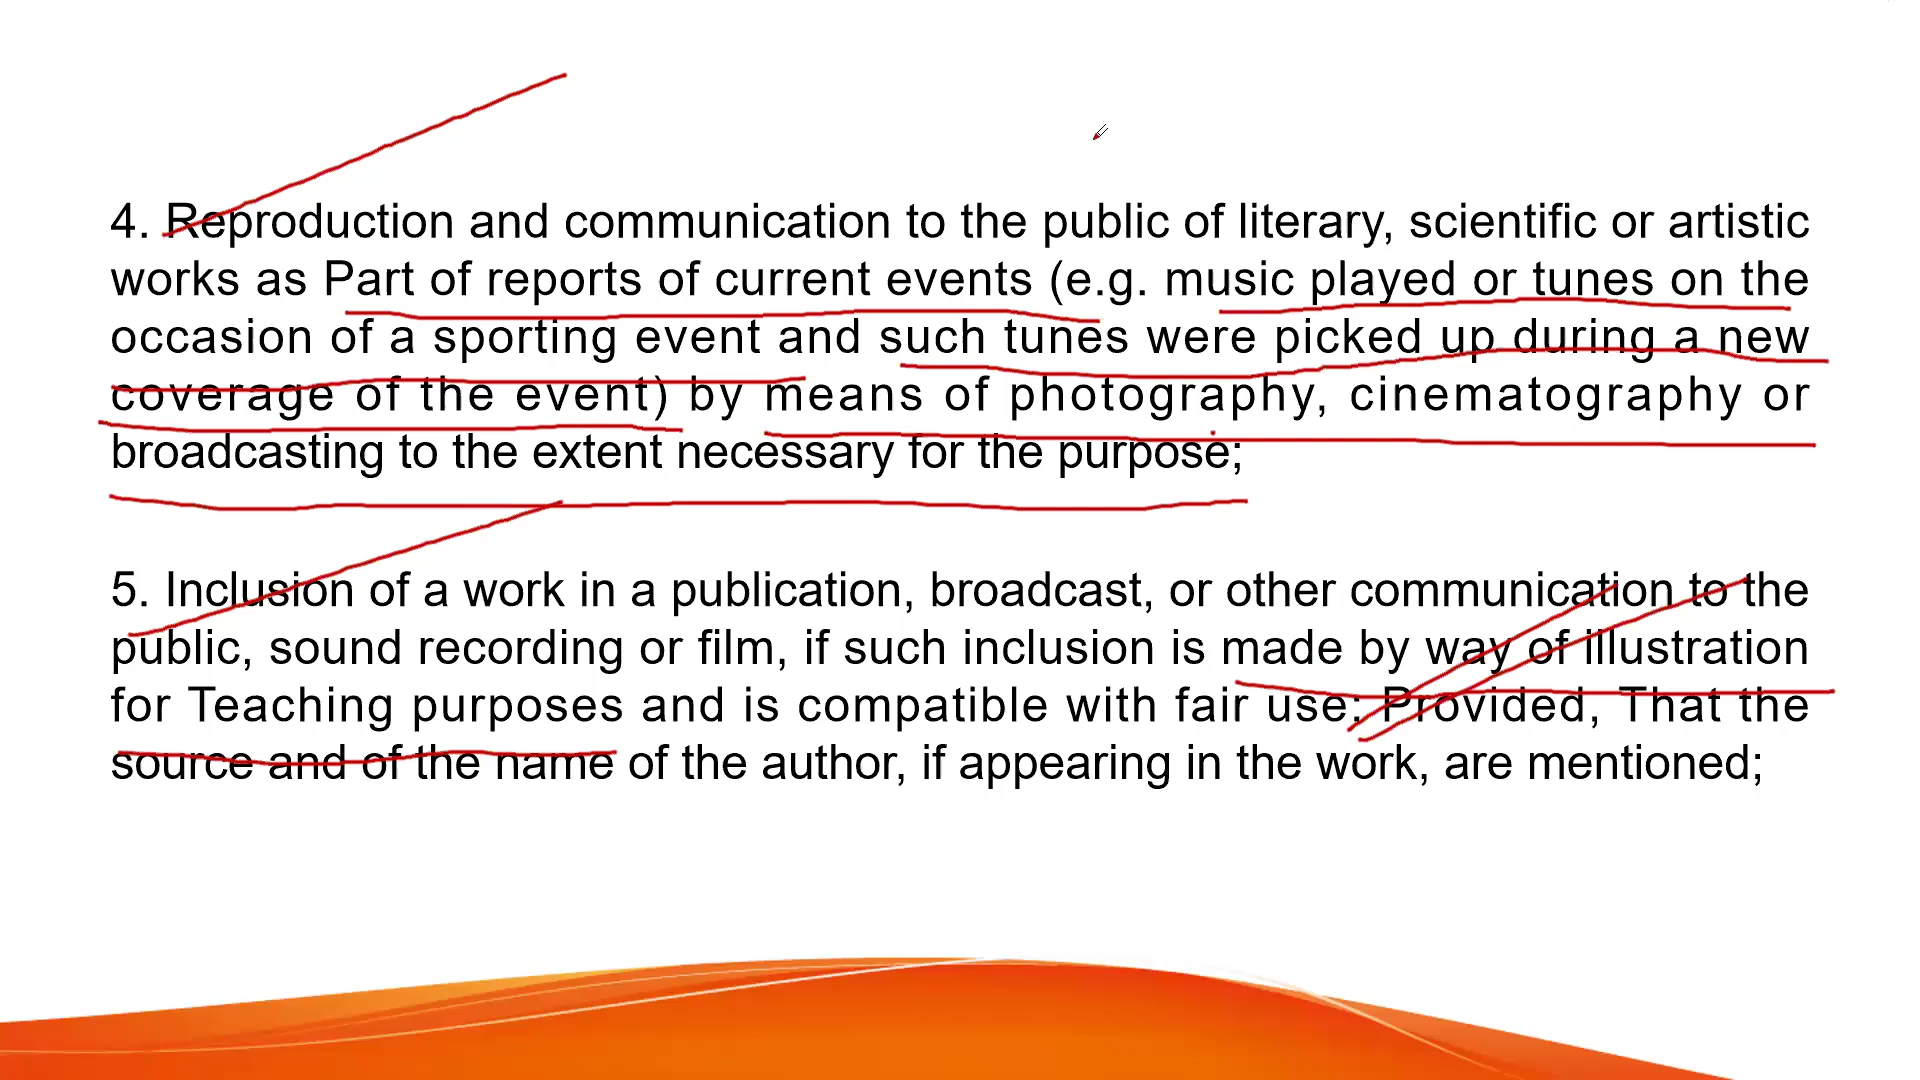 4. Reproduction and communication to the public of literary, scientific or artistic
works as Part of reports of current events (e.g. music played or tunes on the
occasion of a sporting event and such tunes were picked up during a new
coverage of the event) by means of photography, cinematography or
broadcasting to the extent necessary for the purpose;
5. Inclusion of a work in a publication, broadcast, or other communication to the
public, sound recording or film, if such inclusion is made by way of illustration
for Teaching purposes and is compatible with fair use: Provided, That the
source and of the name of the author, if appearing in the work, are mentioned;